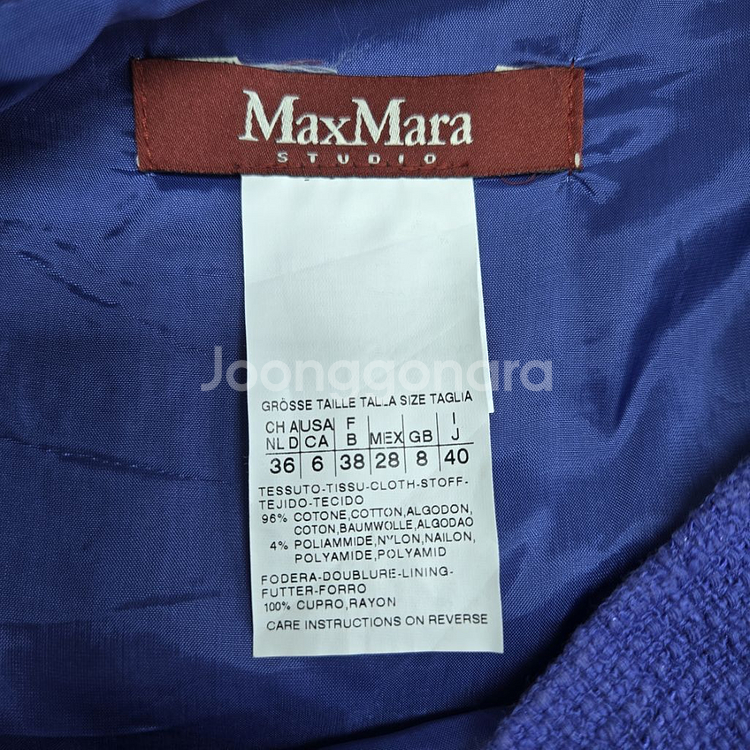 MaxMara
STUDIO
Joonggonara
GRÖSSE TAILLE TALLA SIZE TAGLIA
CH A USA F I
NL D CA B MEX GB J
36 6 38 28 8 40
TESSUTO-TISSU-CLOTH-STOFF-
TEJIDO-TECIDO
96% COTONE,COTTON,ALGODON,
COTON,BAUMWOLLE,ALGODAO
4% POLIAMMIDE,NYLON,NAILON,
POLYAMIDE,POLYAMID
FODERA-DOUBLURE-LINING-
FUTTER-FORRO
100% CUPRO,RAYON
CARE INSTRUCTIONS ON REVERSE